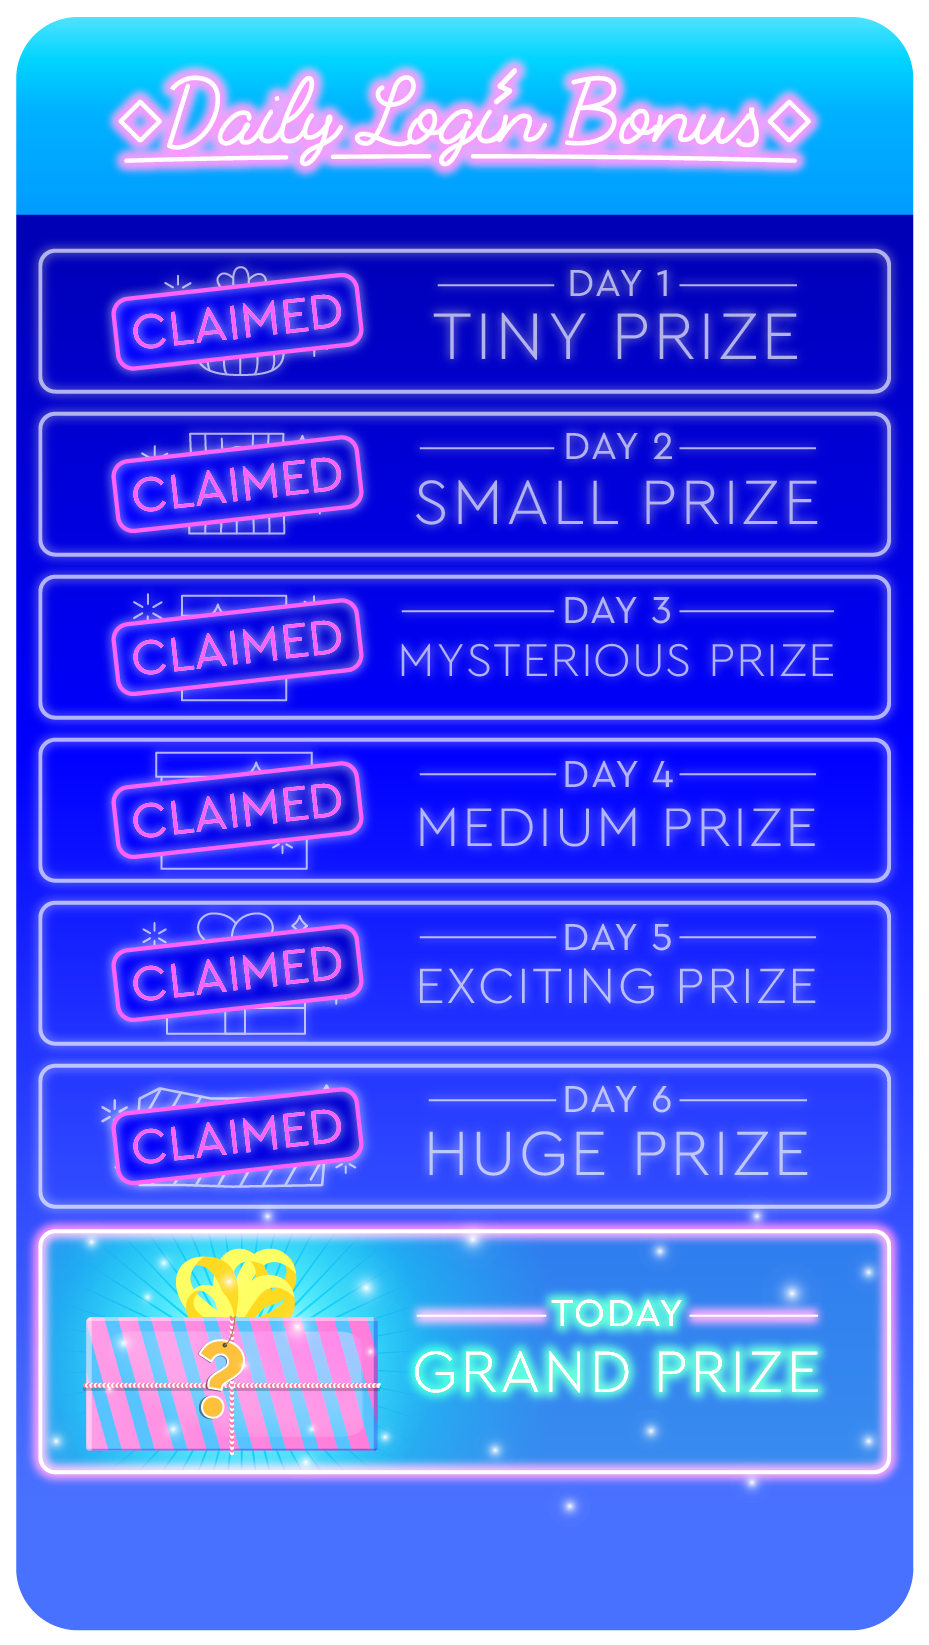 Daily Login Bonus
DAY 1
TINY PRIZE
CLAIMED
DAY 2
SMALL PRIZE
CLAIMED
DAY 3
MYSTERIOUS PRIZE
CLAIMED
DAY 4
MEDIUM PRIZE
CLAIMED
DAY 5
EXCITING PRIZE
CLAIMED
DAY 6
HUGE PRIZE
CLAIMED
?
TODAY
GRAND PRIZE